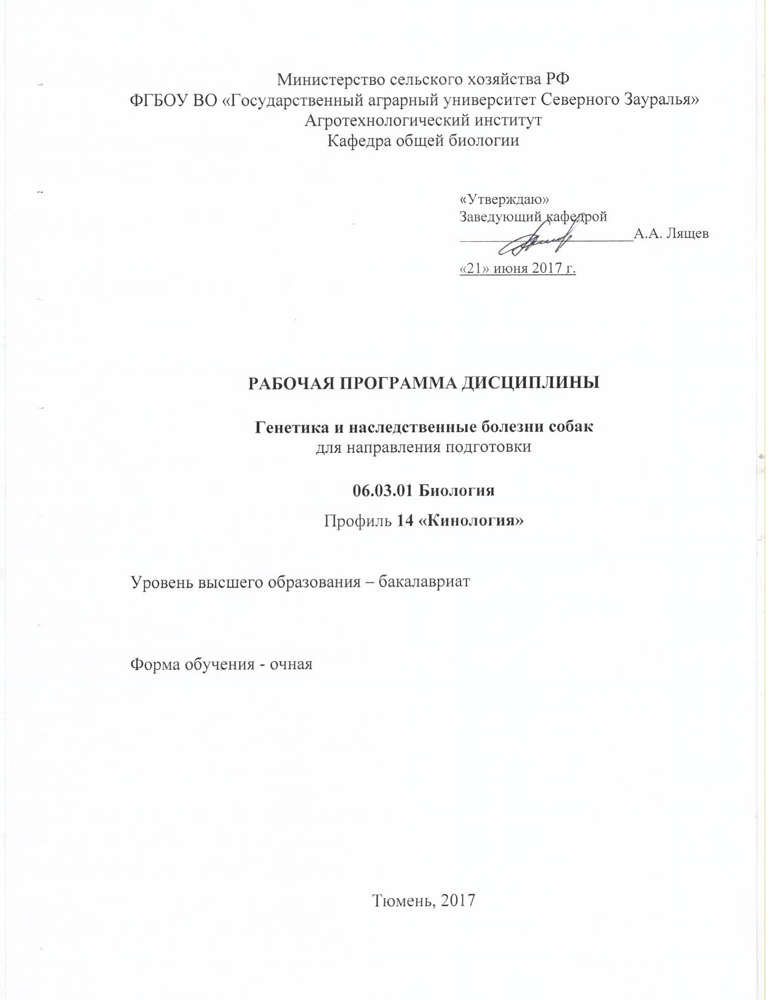 Министерство сельского хозяйства РФ
ФГБОУ ВО «Государственный аграрный университет Северного Зауралья»
Агротехнологический институт
Кафедра общей биологии
«Утверждаю»
Заведующий кафедрой
А.А. Лящев
«21» июня 2017 г.
РАБОЧАЯ ПРОГРАММА ДИСЦИПЛИНЫ
Генетика и наследственные болезни собак
для направления подготовки
06.03.01 Биология
Профиль 14 «Кинология»
Уровень высшего образования – бакалавриат
Форма обучения - очная
Тюмень, 2017